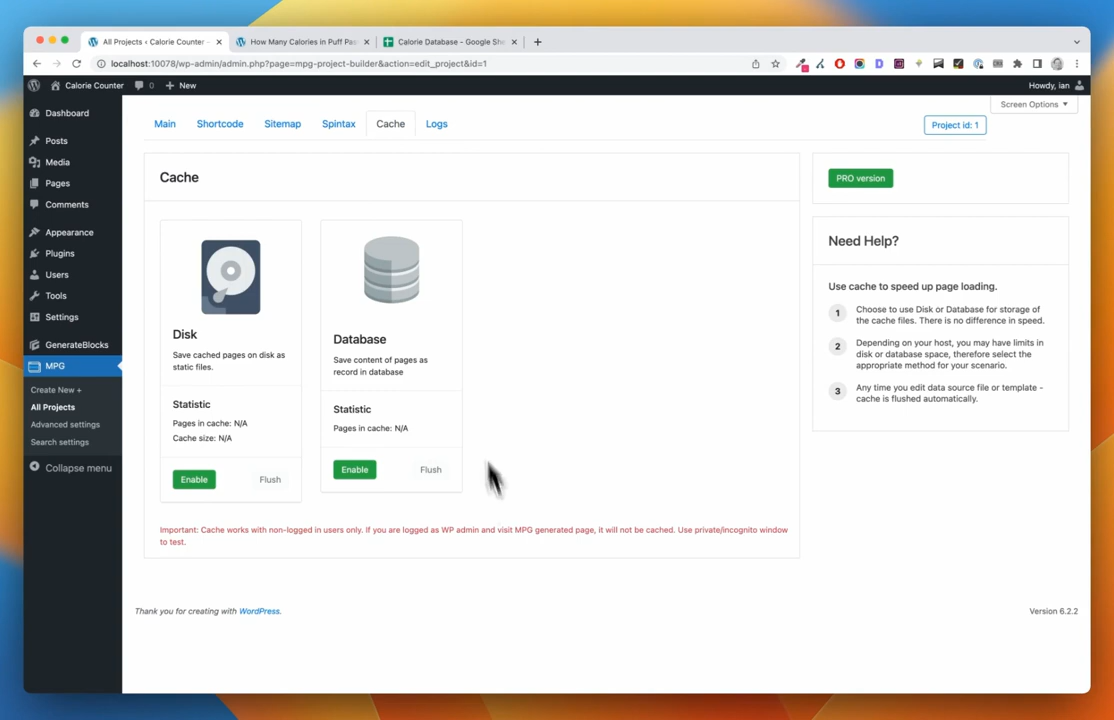 All Projects ‹ Calorie Counter –
How Many Calories in Puff Pas
Calorie Database - Google She
localhost:10078/wp-admin/admin.php?page=mpg-project-builder&action=edit_project&id=1
Calorie Counter
0
New
Howdy, ian
Screen Options
Dashboard
Posts
Media
Pages
Comments
Appearance
Plugins
Users
Tools
Settings
GenerateBlocks
MPG
Create New +
All Projects
Advanced settings
Search settings
Collapse menu
Main
Shortcode
Sitemap
Spintax
Cache
Logs
Project id: 1
Cache
Disk
Save cached pages on disk as
static files.
Statistic
Pages in cache: N/A
Cache size: N/A
Enable
Flush
Database
Save content of pages as
record in database
Statistic
Pages in cache: N/A
Enable
Flush
Important: Cache works with non-logged in users only. If you are logged as WP admin and visit MPG generated page, it will not be cached. Use private/incognito window
to test.
PRO version
Need Help?
Use cache to speed up page loading.
1
Choose to use Disk or Database for storage of
the cache files. There is no difference in speed.
2
Depending on your host, you may have limits in
disk or database space, therefore select the
appropriate method for your scenario.
3
Any time you edit data source file or template -
cache is flushed automatically.
Thank you for creating with WordPress.
Version 6.2.2